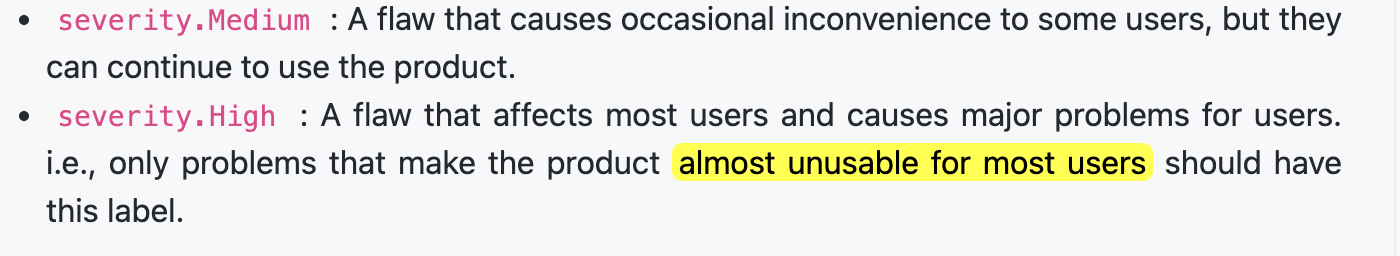 • severity.Medium : A flaw that causes occasional inconvenience to some users, but they
can continue to use the product.
• severity.High : A flaw that affects most users and causes major problems for users.
i.e., only problems that make the product almost unusable for most users should have
this label.